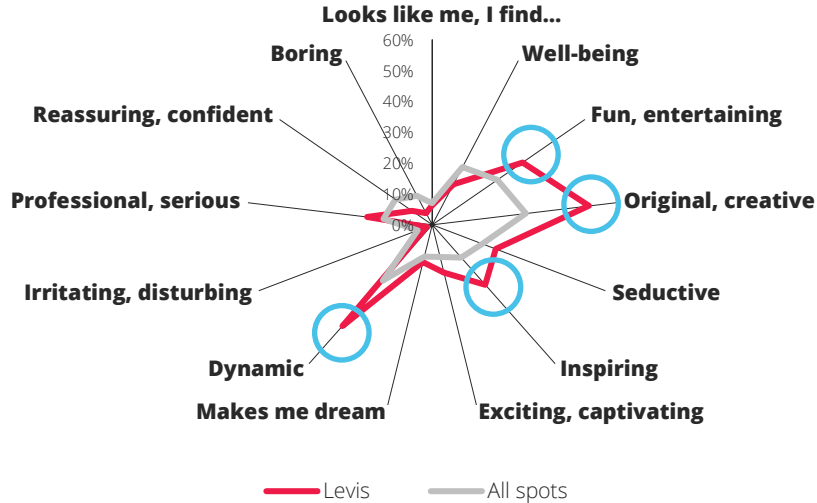 Looks like me, I find...
60%
Boring
Well-being
50%
40%
Reassuring, confident
Fun, entertaining
30%
20%
Professional, serious
10%
Original, creative
0%
Irritating, disturbing
Seductive
Dynamic
Inspiring
Makes me dream
Exciting, captivating
Levis
All spots